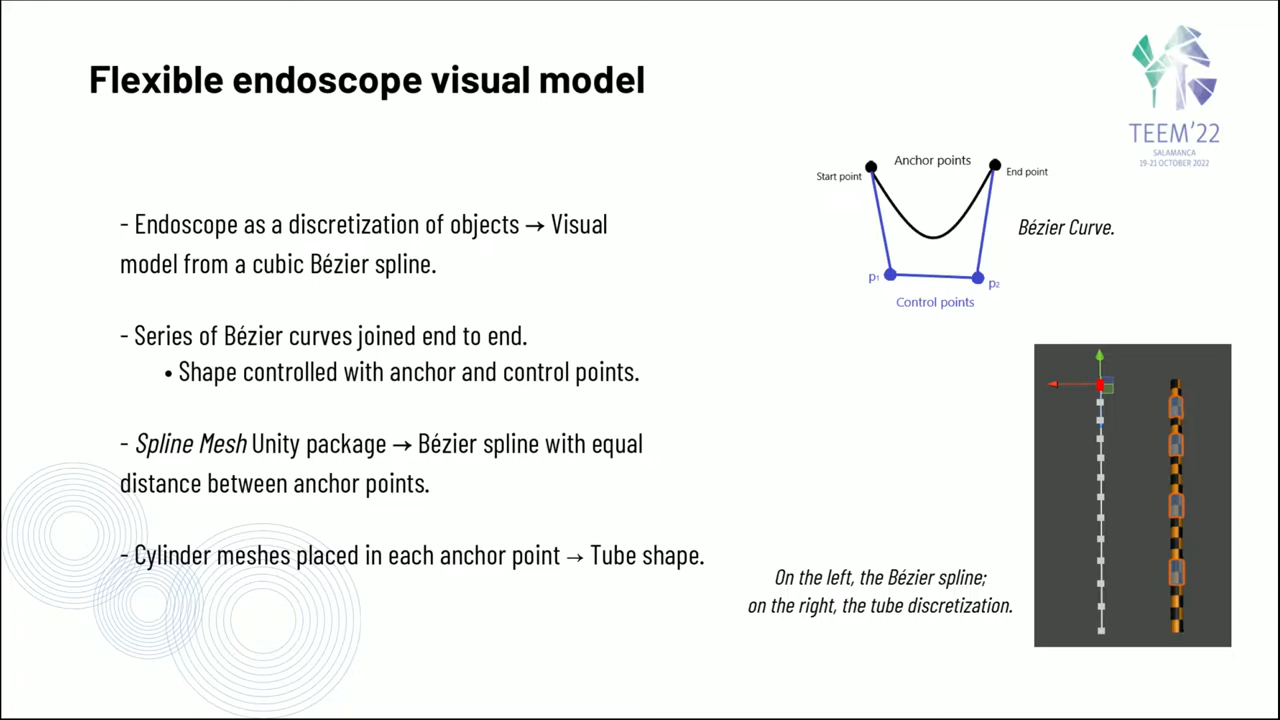 Flexible endoscope visual model
TEEM'22
SALAMANCA
19-21 OCTOBER 2022
- Endoscope as a discretization of objects → Visual
model from a cubic Bézier spline.
- Series of Bézier curves joined end to end.
• Shape controlled with anchor and control points.
- Spline Mesh Unity package → Bézier spline with equal
distance between anchor points.
- Cylinder meshes placed in each anchor point → Tube shape.
Anchor points
Start point
End point
Bézier Curve.
p1
p2
Control points
On the left, the Bézier spline;
on the right, the tube discretization.